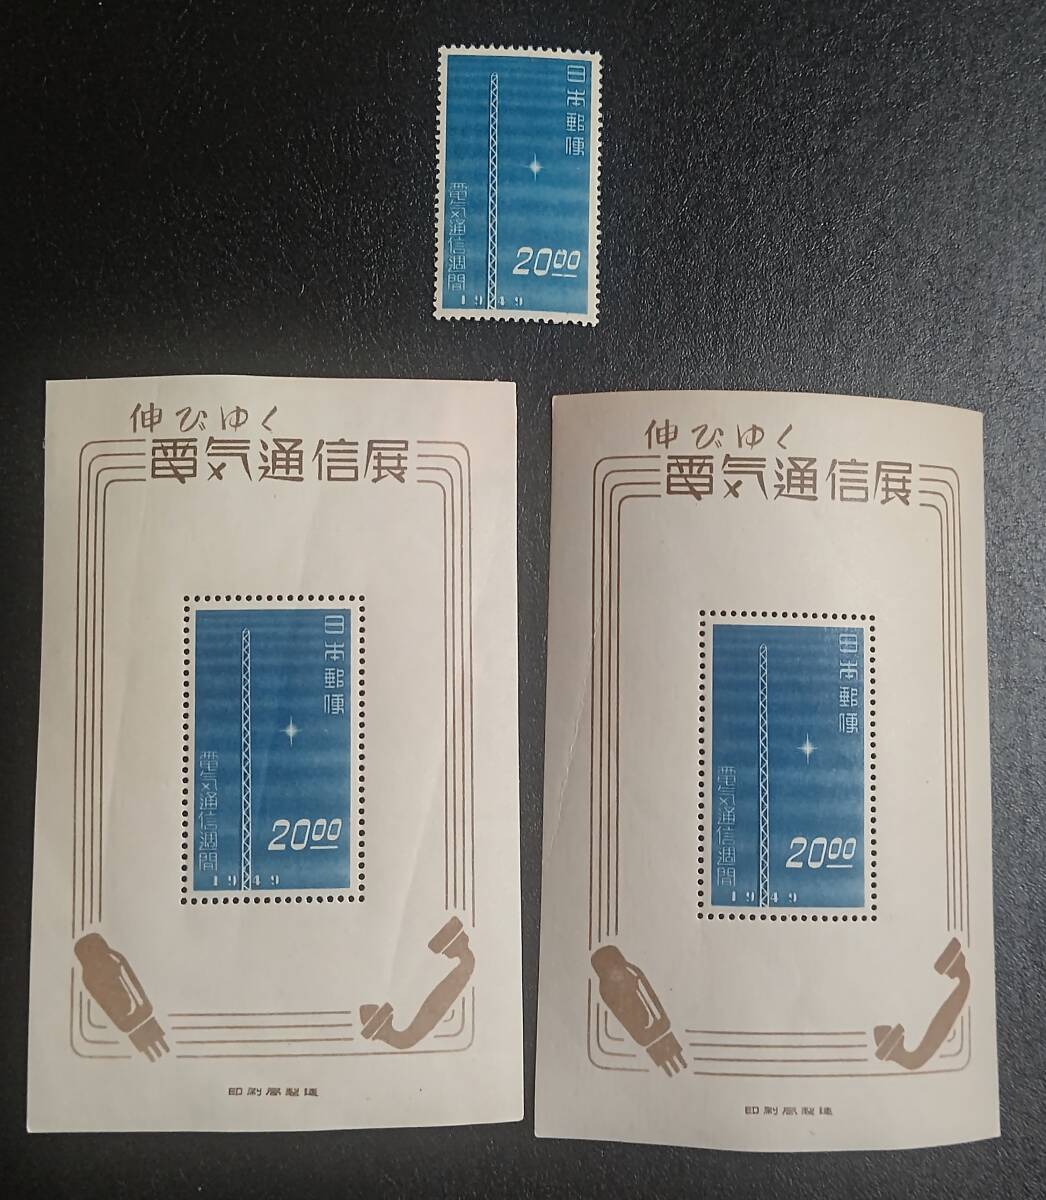 日本郵便
電気通信週間
20.00
1949
伸びゆく
電気通信展
日本郵便
電気通信週間
20.00
1949
印刷局製造
伸びゆく
電気通信展
日本郵便
電気通信週間
20.00
1949
印刷局製造